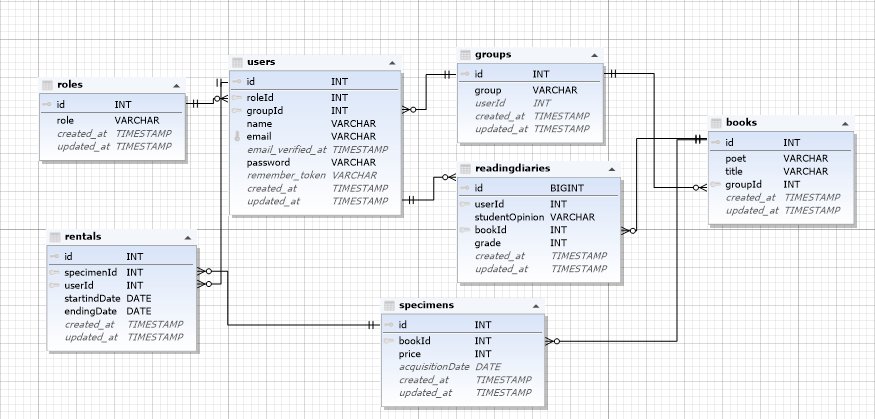 roles
id INT
role VARCHAR
created_at TIMESTAMP
updated_at TIMESTAMP
users
id INT
roleId INT
groupId INT
name VARCHAR
email VARCHAR
email_verified_at TIMESTAMP
password VARCHAR
remember_token VARCHAR
created_at TIMESTAMP
updated_at TIMESTAMP
groups
id INT
group VARCHAR
userId INT
created_at TIMESTAMP
updated_at TIMESTAMP
books
id INT
poet VARCHAR
title VARCHAR
groupId INT
created_at TIMESTAMP
updated_at TIMESTAMP
readingdiaries
id BIGINT
userId INT
studentOpinion VARCHAR
bookId INT
grade INT
created_at TIMESTAMP
updated_at TIMESTAMP
rentals
id INT
specimenId INT
userId INT
startindDate DATE
endingDate DATE
created_at TIMESTAMP
updated_at TIMESTAMP
specimens
id INT
bookId INT
price INT
acquisitionDate DATE
created_at TIMESTAMP
updated_at TIMESTAMP